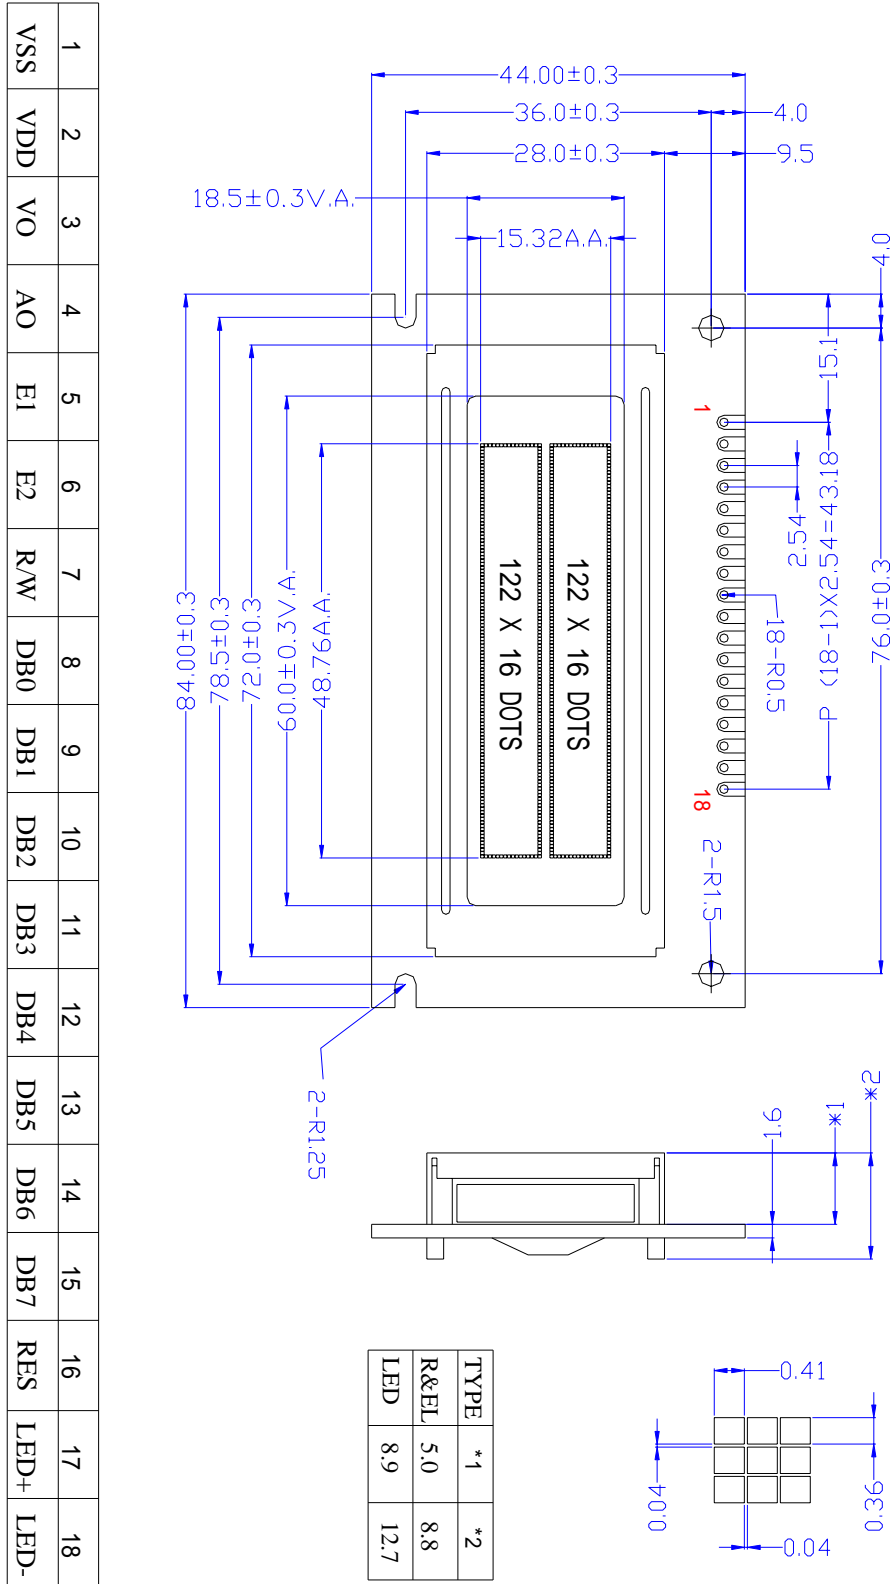 44.00±0.3
36.0±0.3
4.0
28.0±0.3
9.5
18.5±0.3V.A.
15.32A.A.
4.0
76.0±0.3
15.1
P (18-1)X2.54=43.18
2.54
18-R0.5
1
18
2-R1.5
122 X 16 DOTS
122 X 16 DOTS
48.76A.A.
60.0±0.3V.A.
72.0±0.3
78.5±0.3
84.00±0.3
2-R1.25
1.6
*1
*2
TYPE *1 *2
R&EL 5.0 8.8
LED 8.9 12.7
0.41
0.36
0.04
0.04
1 2 3 4 5 6 7 8 9 10 11 12 13 14 15 16 17 18
VSS VDD VO AO E1 E2 R/W DB0 DB1 DB2 DB3 DB4 DB5 DB6 DB7 RES LED+ LED-